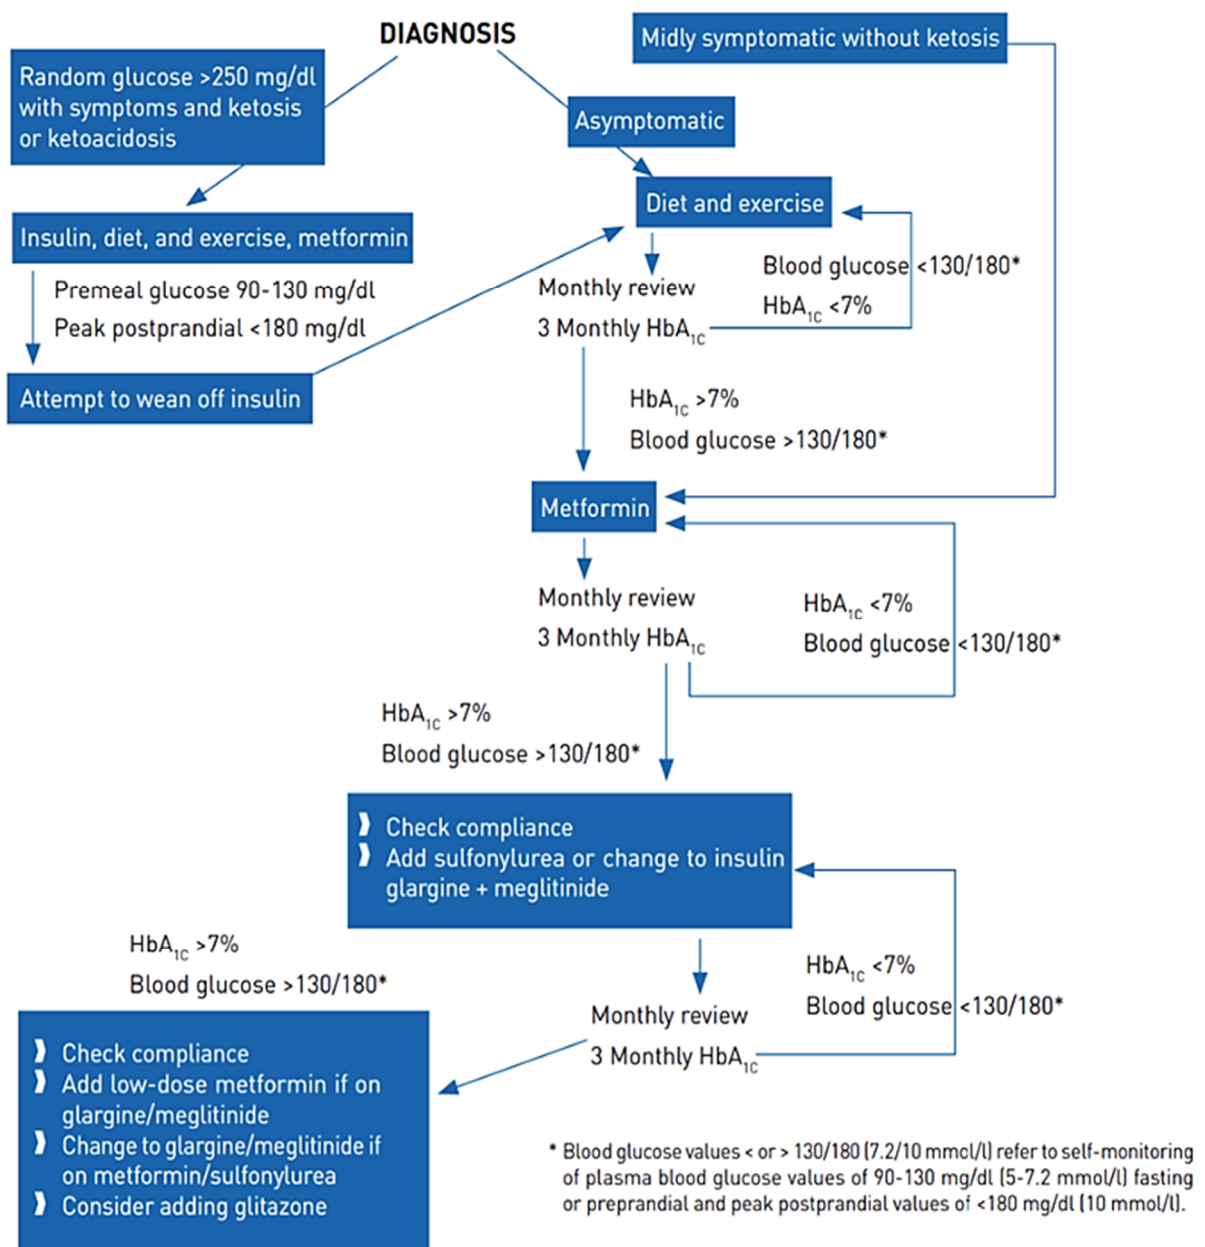 DIAGNOSIS
Midly symptomatic without ketosis
Random glucose >250 mg/dl
with symptoms and ketosis
or ketoacidosis
Asymptomatic
Diet and exercise
Insulin, diet, and exercise, metformin
Premeal glucose 90-130 mg/dl
Peak postprandial <180 mg/dl
Attempt to wean off insulin
Monthly review
3 Monthly HbA1C
Blood glucose <130/180*
HbA1C <7%
HbA1C >7%
Blood glucose >130/180*
Metformin
Monthly review
3 Monthly HbA1C
HbA1C <7%
Blood glucose <130/180*
HbA1C >7%
Blood glucose >130/180*
❫ Check compliance
❫ Add sulfonylurea or change to insulin
glargine + meglitinide
HbA1C <7%
Blood glucose <130/180*
Monthly review
3 Monthly HbA1C
HbA1C >7%
Blood glucose >130/180*
❫ Check compliance
❫ Add low-dose metformin if on
glargine/meglitinide
❫ Change to glargine/meglitinide if
on metformin/sulfonylurea
❫ Consider adding glitazone
* Blood glucose values < or > 130/180 (7.2/10 mmol/l) refer to self-monitoring
of plasma blood glucose values of 90-130 mg/dl (5-7.2 mmol/l) fasting
or preprandial and peak postprandial values of <180 mg/dl (10 mmol/l).